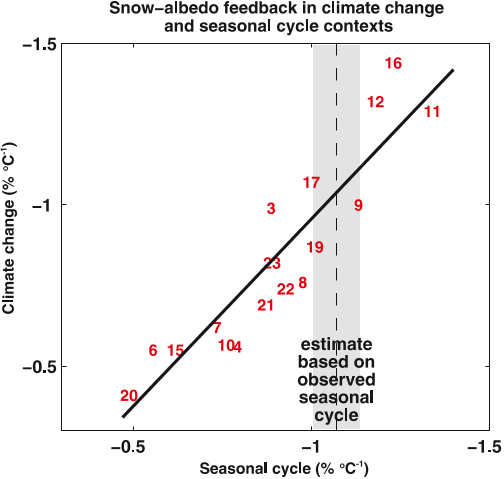 Snow–albedo feedback in climate change
and seasonal cycle contexts
−1.5
16
12
11
17
3
9
−1
Climate change (% °C⁻¹)
19
23
8
22
21
7
10
4
6
15
estimate
based on
observed
seasonal
cycle
−0.5
20
−0.5
−1
−1.5
Seasonal cycle (% °C⁻¹)